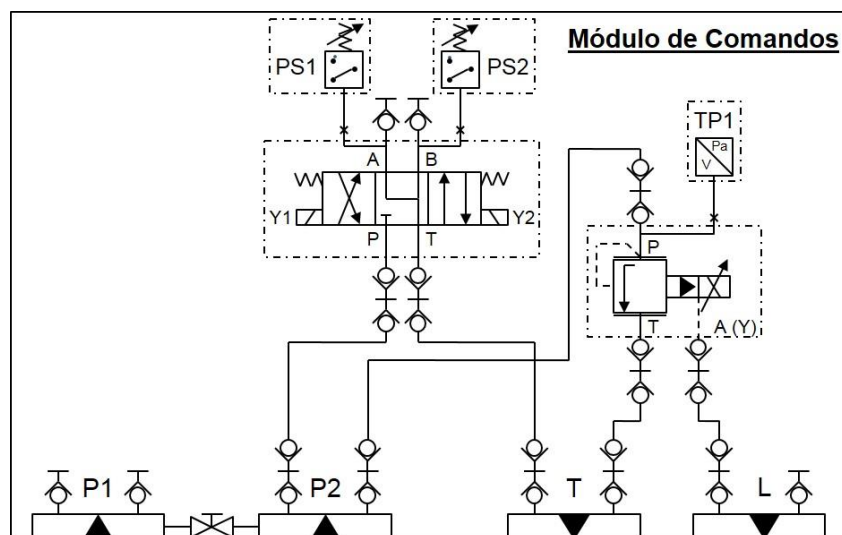 Módulo de Comandos
PS1
PS2
TP1
Pa
V
A
B
Y1
Y2
P
T
P
T
A (Y)
P1
P2
T
L